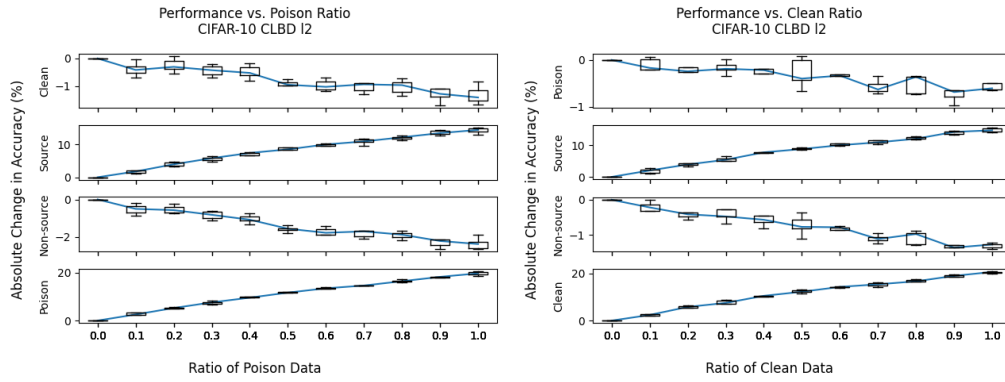 Performance vs. Poison Ratio
CIFAR-10 CLBD l2
Absolute Change in Accuracy (%)
Clean
0
−1
Source
10
0
Non-source
0
−2
Poison
20
0
0.0 0.1 0.2 0.3 0.4 0.5 0.6 0.7 0.8 0.9 1.0
Ratio of Poison Data
Performance vs. Clean Ratio
CIFAR-10 CLBD l2
Absolute Change in Accuracy (%)
Poison
0
−1
Source
10
0
Non-source
0
−1
Clean
20
0
0.0 0.1 0.2 0.3 0.4 0.5 0.6 0.7 0.8 0.9 1.0
Ratio of Clean Data